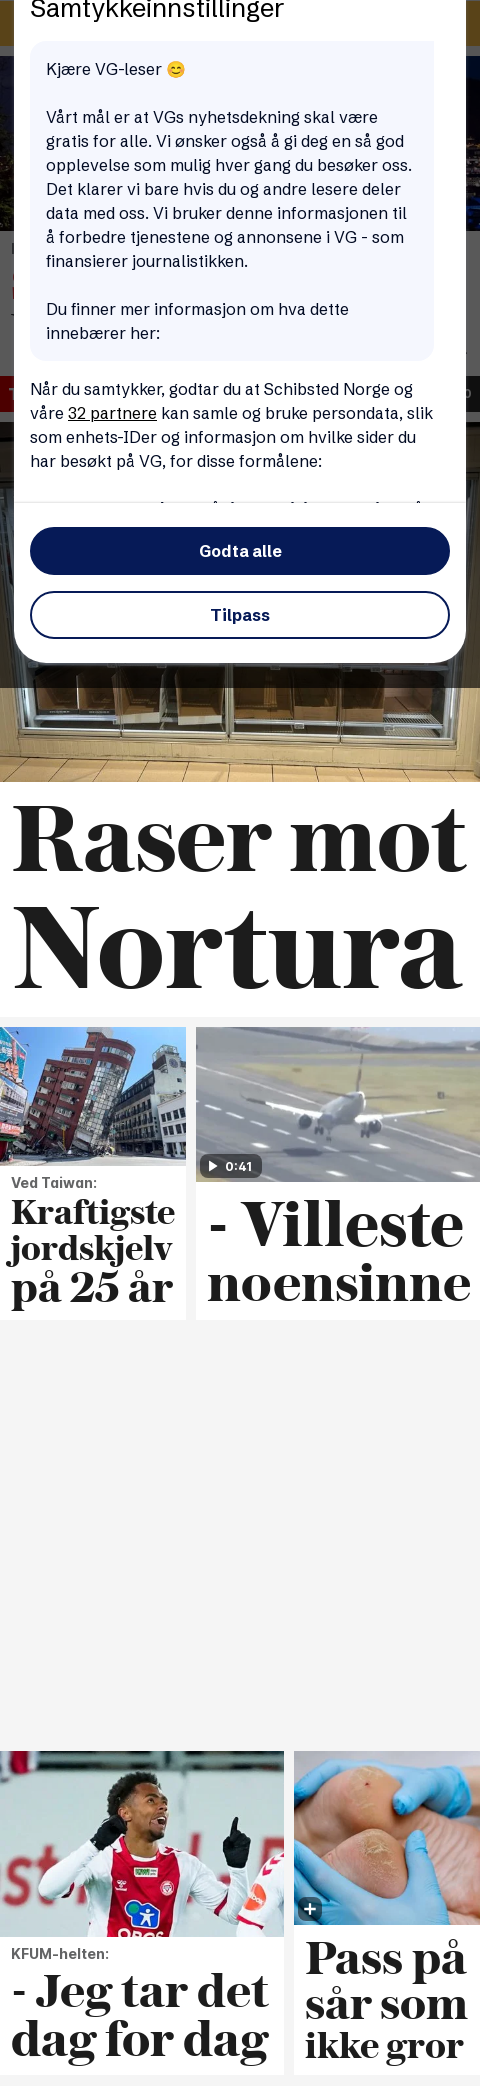 Samtykkeinnstillinger
Kjære VG-leser 😊
Vårt mål er at VGs nyhetsdekning skal være
gratis for alle. Vi ønsker også å gi deg en så god
opplevelse som mulig hver gang du besøker oss.
Det klarer vi bare hvis du og andre lesere deler
data med oss. Vi bruker denne informasjonen til
å forbedre tjenestene og annonsene i VG - som
finansierer journalistikken.
Du finner mer informasjon om hva dette
innebærer her:
Når du samtykker, godtar du at Schibsted Norge og
våre 32 partnere kan samle og bruke persondata, slik
som enhets-IDer og informasjon om hvilke sider du
har besøkt på VG, for disse formålene:
Godta alle
Tilpass
Raser mot
Nortura
Ved Taiwan:
Kraftigste
jordskjelv
på 25 år
0:41
- Villeste
noensinne
OBOS
KFUM-helten:
- Jeg tar det
dag for dag
Pass på
sår som
ikke gror